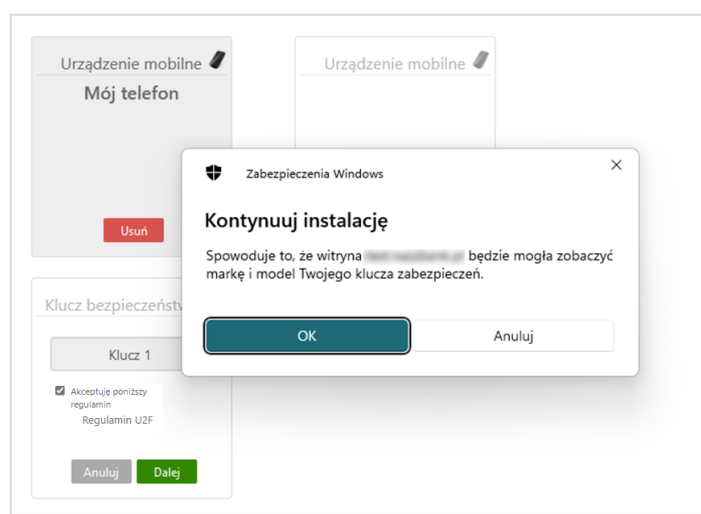 Urządzenie mobilne
Mój telefon
Usuń
Urządzenie mobilne
Zabezpieczenia Windows
Kontynuuj instalację
Spowoduje to, że witryna będzie mogła zobaczyć
markę i model Twojego klucza zabezpieczeń.
OK Anuluj
Klucz bezpieczeństw
Klucz 1
Akceptuję poniższy
regulamin
Regulamin U2F
Anuluj Dalej